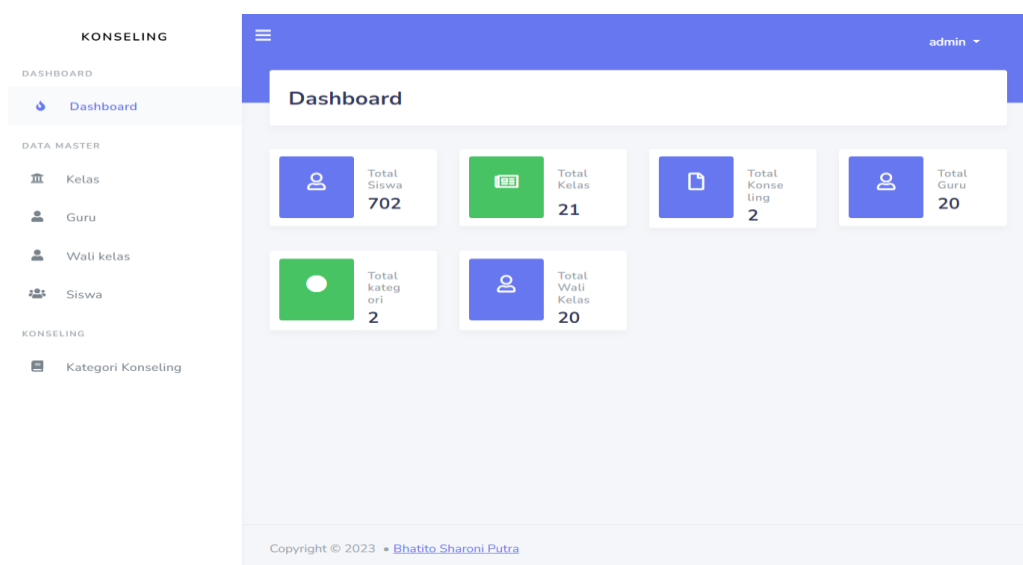 KONSELING
DASHBOARD
Dashboard
DATA MASTER
Kelas
Guru
Wali kelas
Siswa
KONSELING
Kategori Konseling
admin
Dashboard
Total
Siswa
702
Total
Kelas
21
Total
Konse
ling
2
Total
Guru
20
Total
kateg
ori
2
Total
Wali
Kelas
20
Copyright © 2023 • Bhatito Sharoni Putra